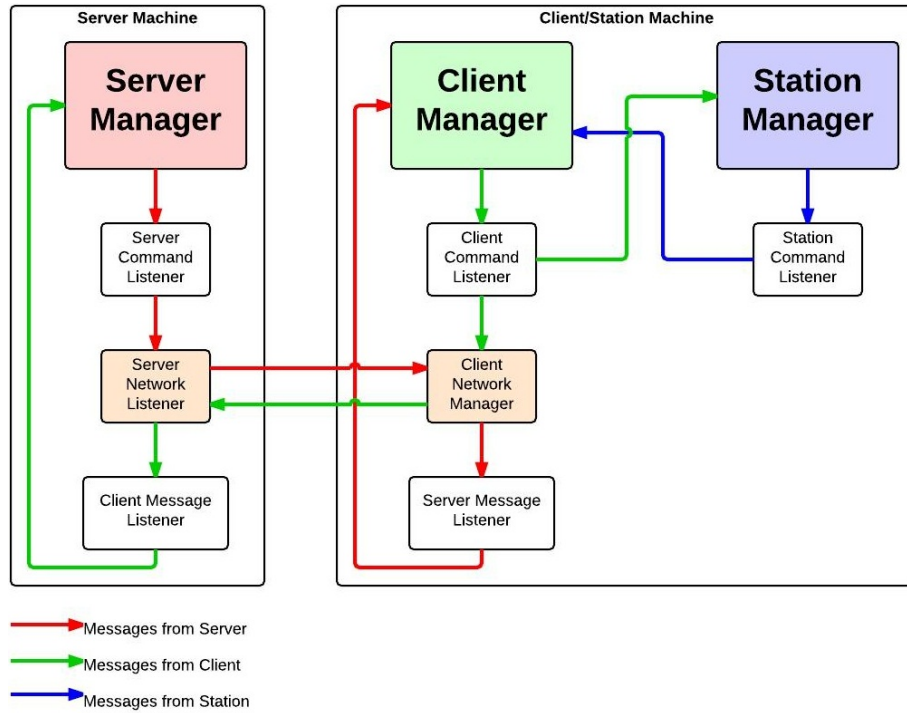 Server Machine
Client/Station Machine
Server
Manager
Client
Manager
Station
Manager
Server
Command
Listener
Client
Command
Listener
Station
Command
Listener
Server
Network
Listener
Client
Network
Manager
Client Message
Listener
Server Message
Listener
Messages from Server
Messages from Client
Messages from Station